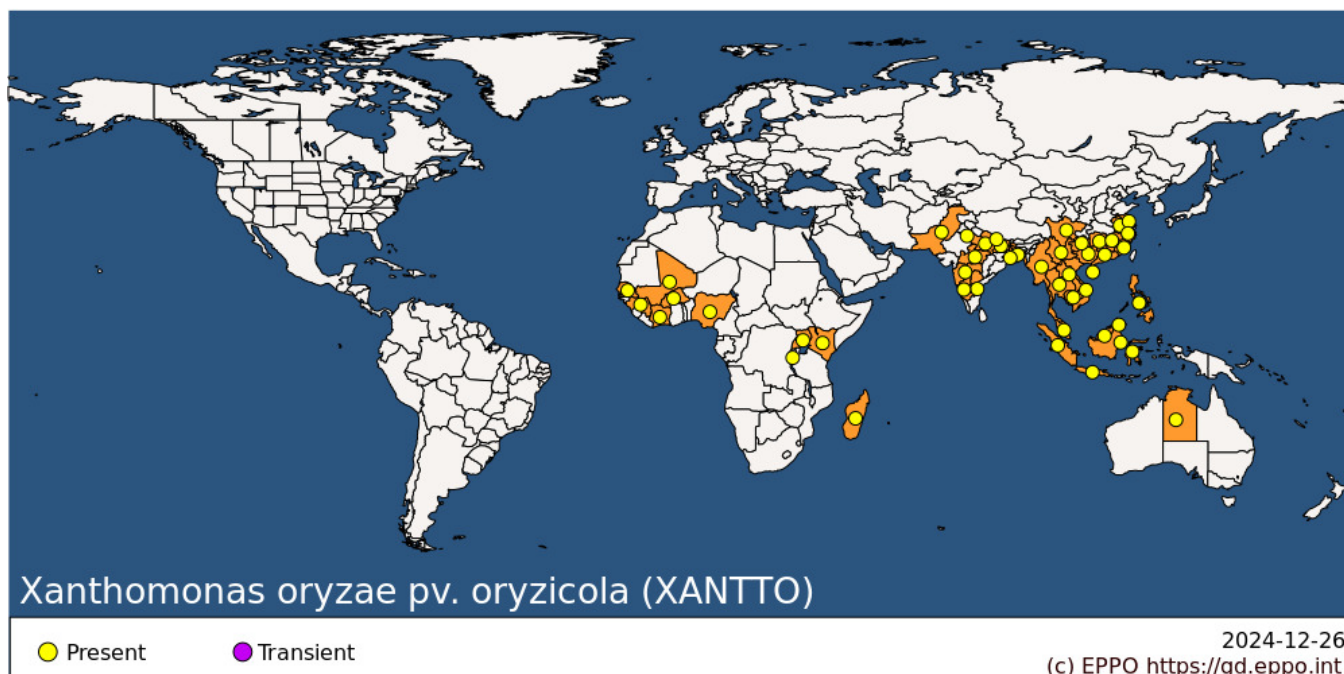 Xanthomonas oryzae pv. oryzicola (XANTTO)
Present
Transient
2024-12-26
(c) EPPO https://gd.eppo.int